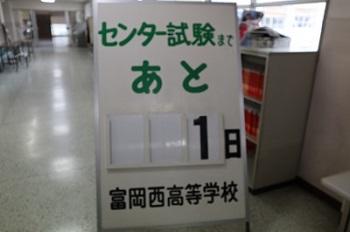 センター試験まで
あと
1日
富岡西高等学校